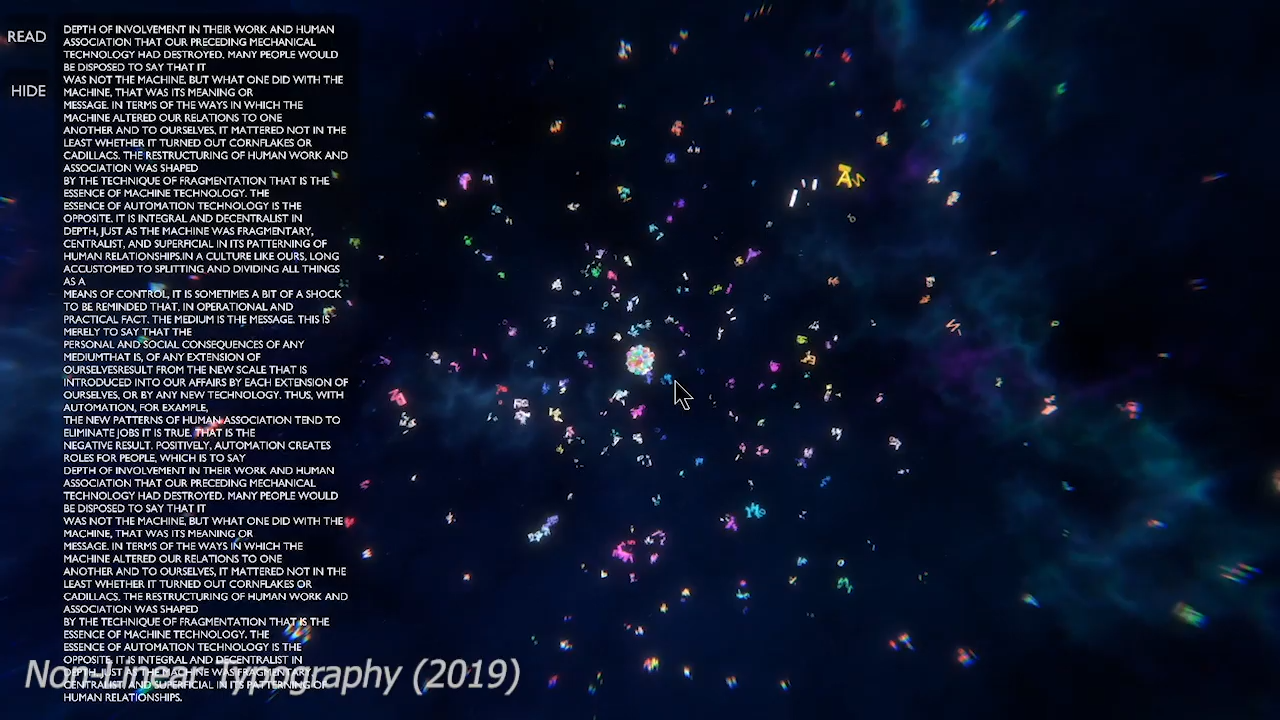 READ
HIDE
DEPTH OF INVOLVEMENT IN THEIR WORK AND HUMAN
ASSOCIATION THAT OUR PRECEDING MECHANICAL
TECHNOLOGY HAD DESTROYED. MANY PEOPLE WOULD
BE DISPOSED TO SAY THAT IT
WAS NOT THE MACHINE, BUT WHAT ONE DID WITH THE
MACHINE, THAT WAS ITS MEANING OR
MESSAGE. IN TERMS OF THE WAYS IN WHICH THE
MACHINE ALTERED OUR RELATIONS TO ONE
ANOTHER AND TO OURSELVES, IT MATTERED NOT IN THE
LEAST WHETHER IT TURNED OUT CORNFLAKES OR
CADILLACS. THE RESTRUCTURING OF HUMAN WORK AND
ASSOCIATION WAS SHAPED
BY THE TECHNIQUE OF FRAGMENTATION THAT IS THE
ESSENCE OF MACHINE TECHNOLOGY. THE
ESSENCE OF AUTOMATION TECHNOLOGY IS THE
OPPOSITE. IT IS INTEGRAL AND DECENTRALIST IN
DEPTH, JUST AS THE MACHINE WAS FRAGMENTARY,
CENTRALIST, AND SUPERFICIAL IN ITS PATTERNING OF
HUMAN RELATIONSHIPS.IN A CULTURE LIKE OURS, LONG
ACCUSTOMED TO SPLITTING AND DIVIDING ALL THINGS
AS A
MEANS OF CONTROL, IT IS SOMETIMES A BIT OF A SHOCK
TO BE REMINDED THAT, IN OPERATIONAL AND
PRACTICAL FACT, THE MEDIUM IS THE MESSAGE. THIS IS
MERELY TO SAY THAT THE
PERSONAL AND SOCIAL CONSEQUENCES OF ANY
MEDIUMTHAT IS, OF ANY EXTENSION OF
OURSELVESRESULT FROM THE NEW SCALE THAT IS
INTRODUCED INTO OUR AFFAIRS BY EACH EXTENSION OF
OURSELVES, OR BY ANY NEW TECHNOLOGY. THUS, WITH
AUTOMATION, FOR EXAMPLE,
THE NEW PATTERNS OF HUMAN ASSOCIATION TEND TO
ELIMINATE JOBS IT IS TRUE. THAT IS THE
NEGATIVE RESULT. POSITIVELY, AUTOMATION CREATES
ROLES FOR PEOPLE, WHICH IS TO SAY
DEPTH OF INVOLVEMENT IN THEIR WORK AND HUMAN
ASSOCIATION THAT OUR PRECEDING MECHANICAL
TECHNOLOGY HAD DESTROYED. MANY PEOPLE WOULD
BE DISPOSED TO SAY THAT IT
WAS NOT THE MACHINE, BUT WHAT ONE DID WITH THE
MACHINE, THAT WAS ITS MEANING OR
MESSAGE. IN TERMS OF THE WAYS IN WHICH THE
MACHINE ALTERED OUR RELATIONS TO ONE
ANOTHER AND TO OURSELVES, IT MATTERED NOT IN THE
LEAST WHETHER IT TURNED OUT CORNFLAKES OR
CADILLACS. THE RESTRUCTURING OF HUMAN WORK AND
ASSOCIATION WAS SHAPED
BY THE TECHNIQUE OF FRAGMENTATION THAT IS THE
ESSENCE OF MACHINE TECHNOLOGY. THE
ESSENCE OF AUTOMATION TECHNOLOGY IS THE
OPPOSITE. IT IS INTEGRAL AND DECENTRALIST IN
DEPTH, JUST AS THE MACHINE WAS FRAGMENTARY,
CENTRALIST, AND SUPERFICIAL IN ITS PATTERNING OF
HUMAN RELATIONSHIPS.
Non-Linear Typography (2019)